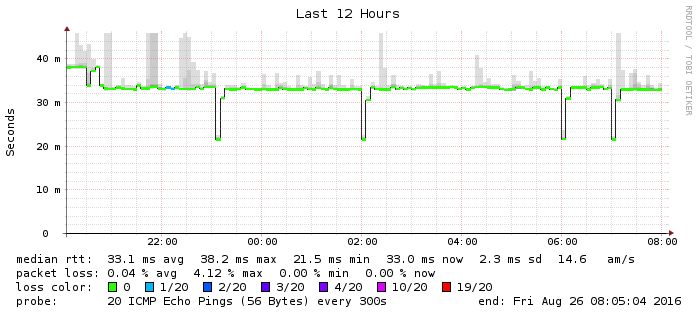 Last 12 Hours
RRDTOOL / TOBI OETIKER
Seconds
40 m
30 m
20 m
10 m
0
22:00 00:00 02:00 04:00 06:00 08:00
median rtt: 33.1 ms avg 38.2 ms max 21.5 ms min 33.0 ms now 2.3 ms sd 14.6 am/s
packet loss: 0.04 % avg 4.12 % max 0.00 % min 0.00 % now
loss color: 0 1/20 2/20 3/20 4/20 10/20 19/20
probe: 20 ICMP Echo Pings (56 Bytes) every 300s end: Fri Aug 26 08:05:04 2016